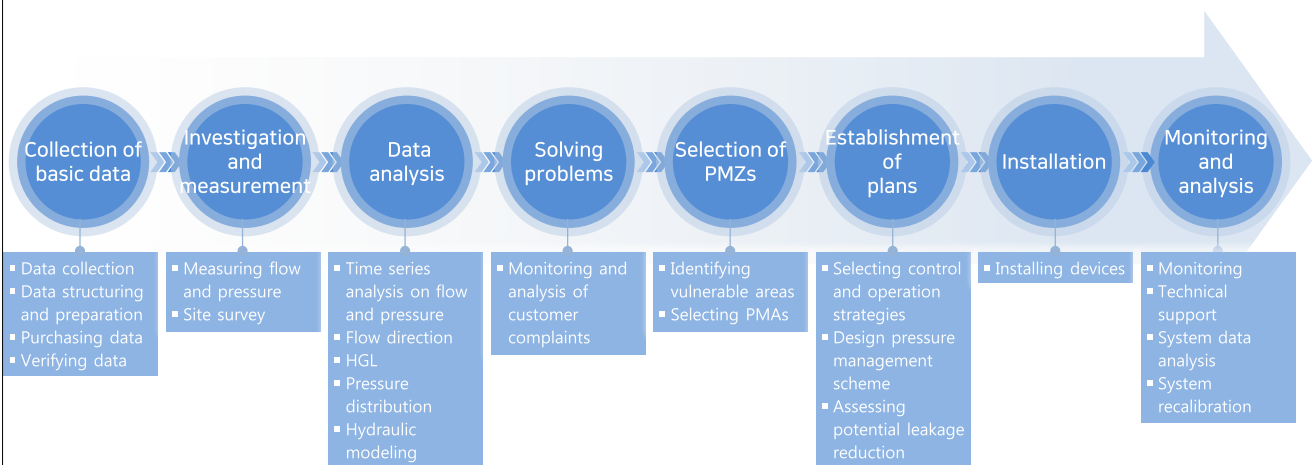 Collection of
basic data
Investigation
and
measurement
Data
analysis
Solving
problems
Selection of
PMZs
Establishment
of
plans
Installation
Monitoring
and
analysis
▪ Data collection
▪ Data structuring
and preparation
▪ Purchasing data
▪ Verifying data
▪ Measuring flow
and pressure
▪ Site survey
▪ Time series
analysis on flow
and pressure
▪ Flow direction
▪ HGL
▪ Pressure
distribution
▪ Hydraulic
modeling
▪ Monitoring and
analysis of
customer
complaints
▪ Identifying
vulnerable areas
▪ Selecting PMAs
▪ Selecting control
and operation
strategies
▪ Design pressure
management
scheme
▪ Assessing
potential leakage
reduction
▪ Installing devices
▪ Monitoring
▪ Technical
support
▪ System data
analysis
▪ System
recalibration